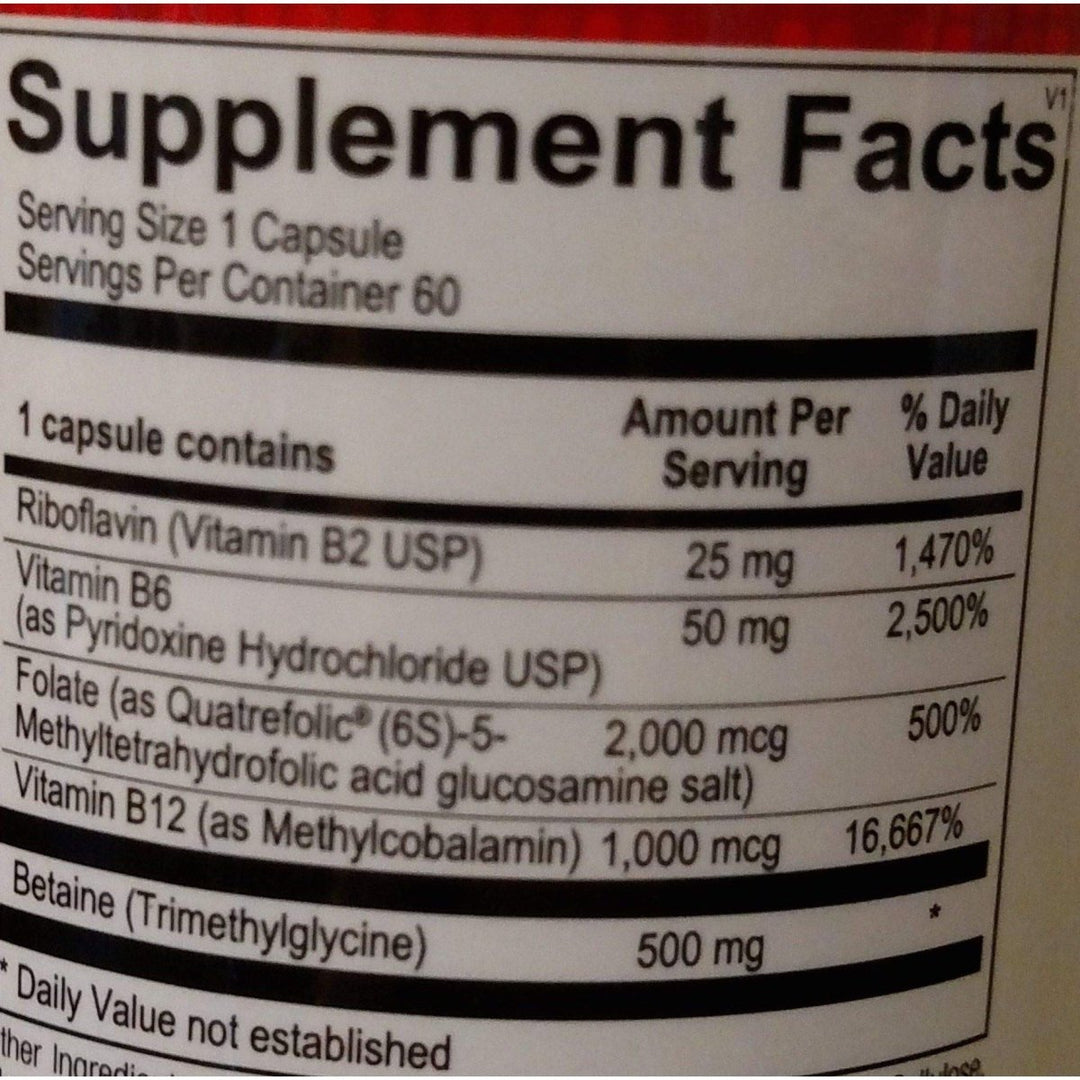 Supplement Facts
V1
Serving Size 1 Capsule
Servings Per Container 60
1 capsule contains Amount Per Serving % Daily Value
Riboflavin (Vitamin B2 USP) 25 mg 1,470%
Vitamin B6 50 mg 2,500%
(as Pyridoxine Hydrochloride USP)
Folate (as Quatrefolic® (6S)-5- 2,000 mcg 500%
Methyltetrahydrofolic acid glucosamine salt)
Vitamin B12 (as Methylcobalamin) 1,000 mcg 16,667%
Betaine (Trimethylglycine) 500 mg *
* Daily Value not established